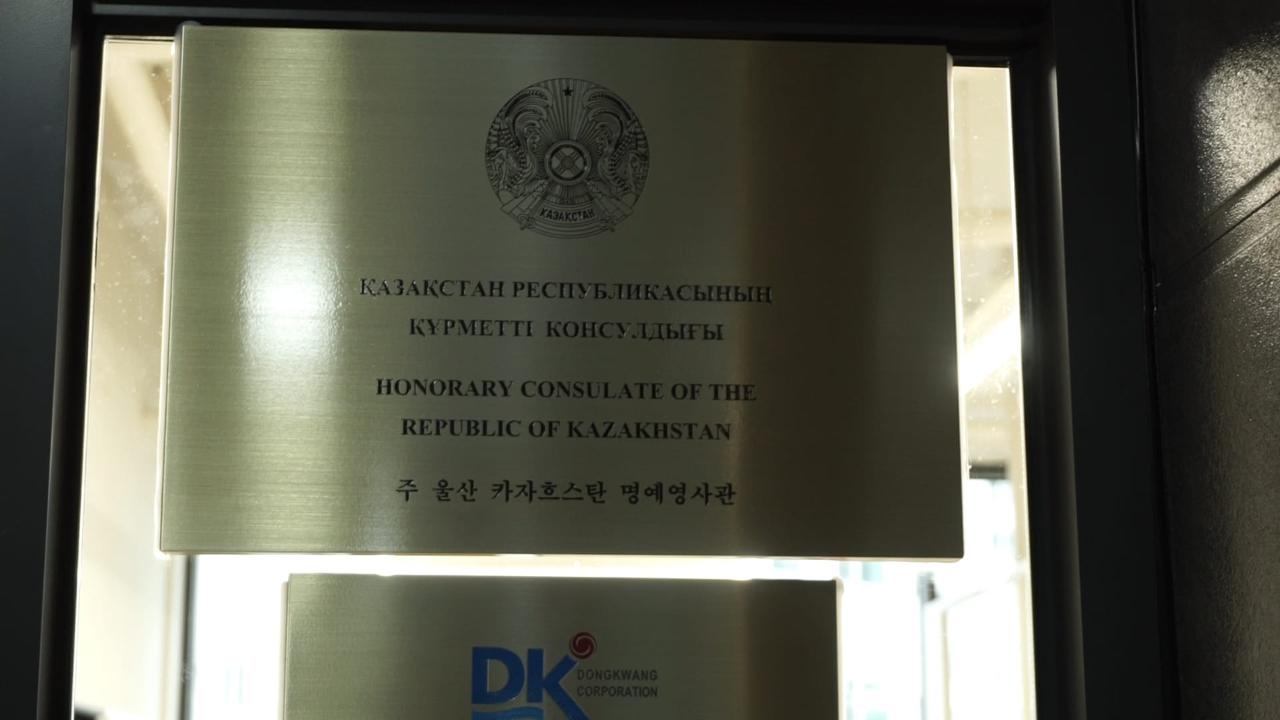 ҚАЗАҚСТАН
ҚАЗАҚСТАН РЕСПУБЛИКАСЫНЫҢ
ҚҰРМЕТТІ КОНСУЛДЫҒЫ
HONORARY CONSULATE OF THE
REPUBLIC OF KAZAKHSTAN
주 울산 카자흐스탄 명예영사관
DK
DONGKWANG
CORPORATION